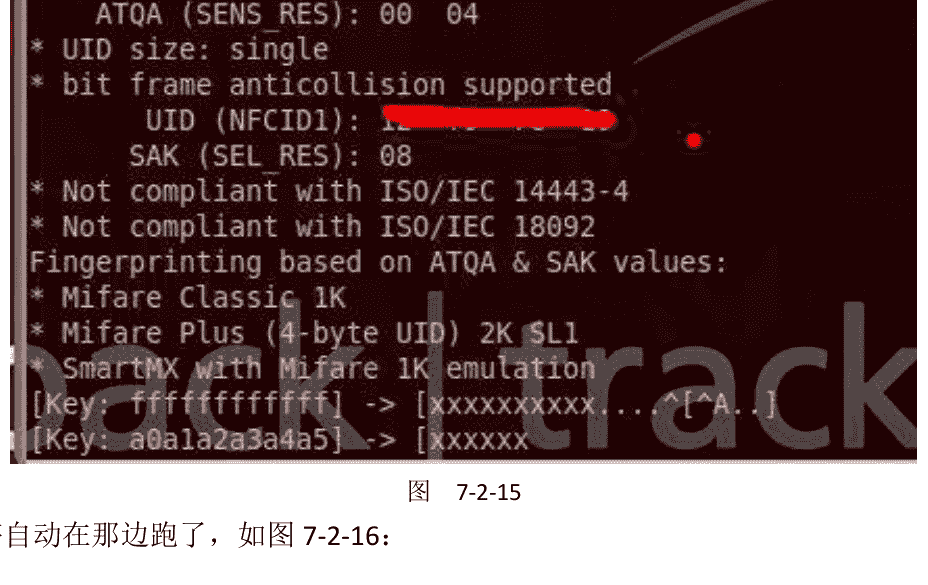 ATQA (SENS_RES): 00 04
* UID size: single
* bit frame anticollision supported
UID (NFCID1):
SAK (SEL_RES): 08
* Not compliant with ISO/IEC 14443-4
* Not compliant with ISO/IEC 18092
Fingerprinting based on ATQA & SAK values:
* Mifare Classic 1K
* Mifare Plus (4-byte UID) 2K SL1
* SmartMX with Mifare 1K emulation
back | track
[Key: ffffffffffff] -> [xxxxxxxxxx....^[^A..]
[Key: a0a1a2a3a4a5] -> [xxxxxx
图 7-2-15
自动在那边跑了，如图 7-2-16：